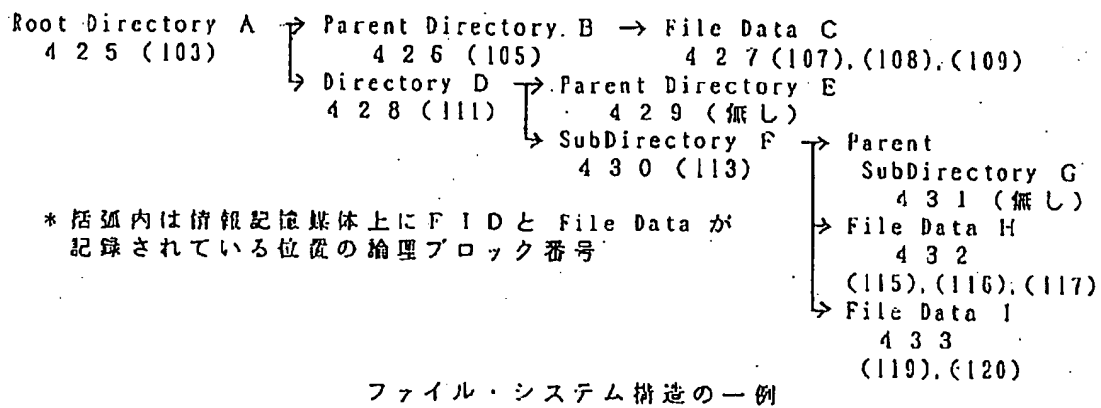 Root Directory A → Parent Directory. B → File Data C
4 2 5 (103) 4 2 6 (105) 4 2 7 (107), (108), (109)
→ Directory D → Parent Directory E
4 2 8 (111) 4 2 9 (無し)
→ SubDirectory F → Parent
4 3 0 (113) SubDirectory G
4 3 1 (無し)
* 括弧内は情報記憶媒体上にＦＩＤと File Data が
→ File Data H
記録されている位置の論理ブロック番号
4 3 2
(115), (116), (117)
→ File Data I
4 3 3
(119), (120)
ファイル・システム構造の一例